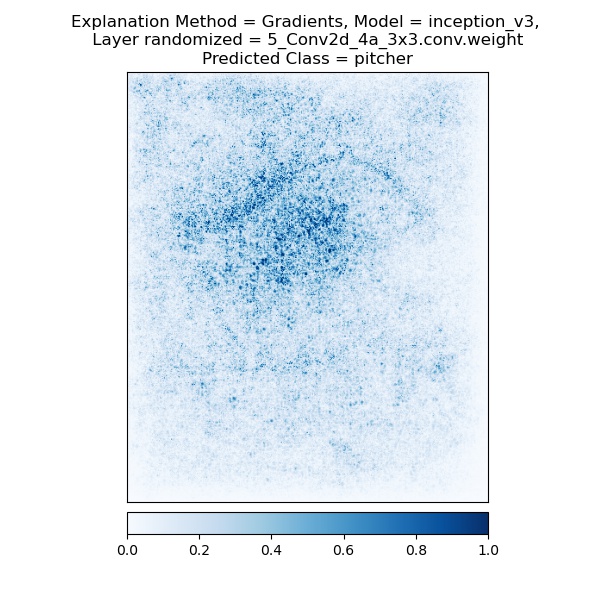 Explanation Method = Gradients, Model = inception_v3,
Layer randomized = 5_Conv2d_4a_3x3.conv.weight
Predicted Class = pitcher
0.0 0.2 0.4 0.6 0.8 1.0